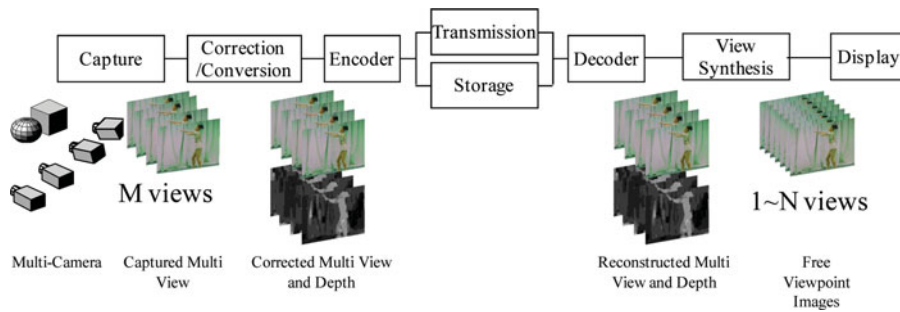 Capture
Correction
/Conversion
Encoder
Transmission
Storage
Decoder
View
Synthesis
Display
M views
1~N views
Multi-Camera
Captured Multi
View
Corrected Multi View
and Depth
Reconstructed Multi
View and Depth
Free
Viewpoint
Images